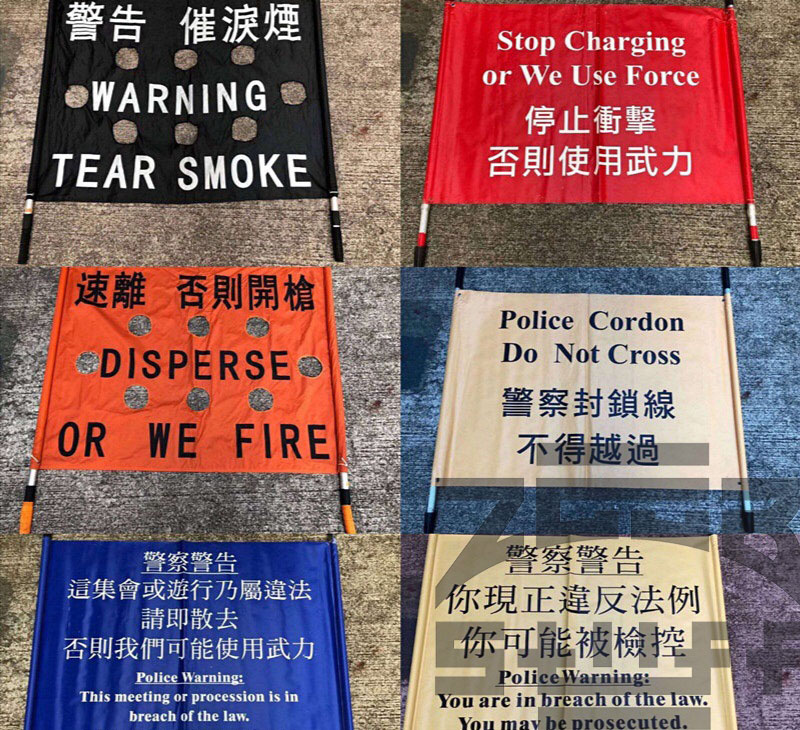 警告 催淚煙
WARNING
TEAR SMOKE
Stop Charging
or We Use Force
停止衝擊
否則使用武力
速離 否則開槍
DISPERSE
OR WE FIRE
Police Cordon
Do Not Cross
警察封鎖線
不得越過
警察警告
這集會或遊行乃屬違法
請即散去
否則我們可能使用武力
Police Warning:
This meeting or procession is in
breach of the law.
警察警告
你現正違反法例
你可能被檢控
Police Warning:
You are in breach of the law.
You may be prosecuted.